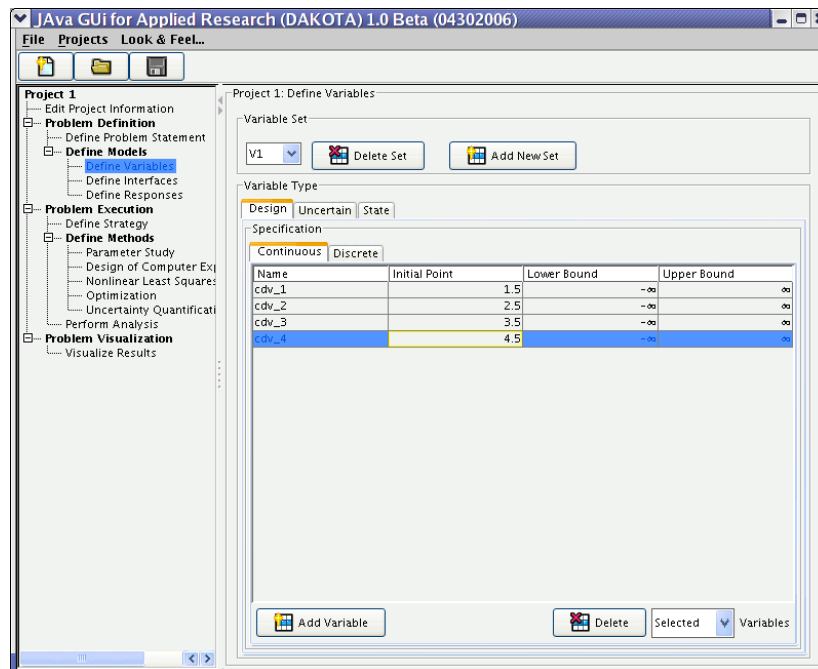 JAva GUi for Applied Research (DAKOTA) 1.0 Beta (04302006)
File Projects Look & Feel...
Project 1
Edit Project Information
Problem Definition
Define Problem Statement
Define Models
Define Variables
Define Interfaces
Define Responses
Problem Execution
Define Strategy
Define Methods
Parameter Study
Design of Computer Exp
Nonlinear Least Squares
Optimization
Uncertainty Quantificati
Perform Analysis
Problem Visualization
Visualize Results
Project 1: Define Variables
Variable Set
V1 Delete Set Add New Set
Variable Type
Design Uncertain State
Specification
Continuous Discrete
Name Initial Point Lower Bound Upper Bound
cdv_1 1.5 -∞ ∞
cdv_2 2.5 -∞ ∞
cdv_3 3.5 -∞ ∞
cdv_4 4.5 -∞ ∞
Add Variable Delete Selected Variables